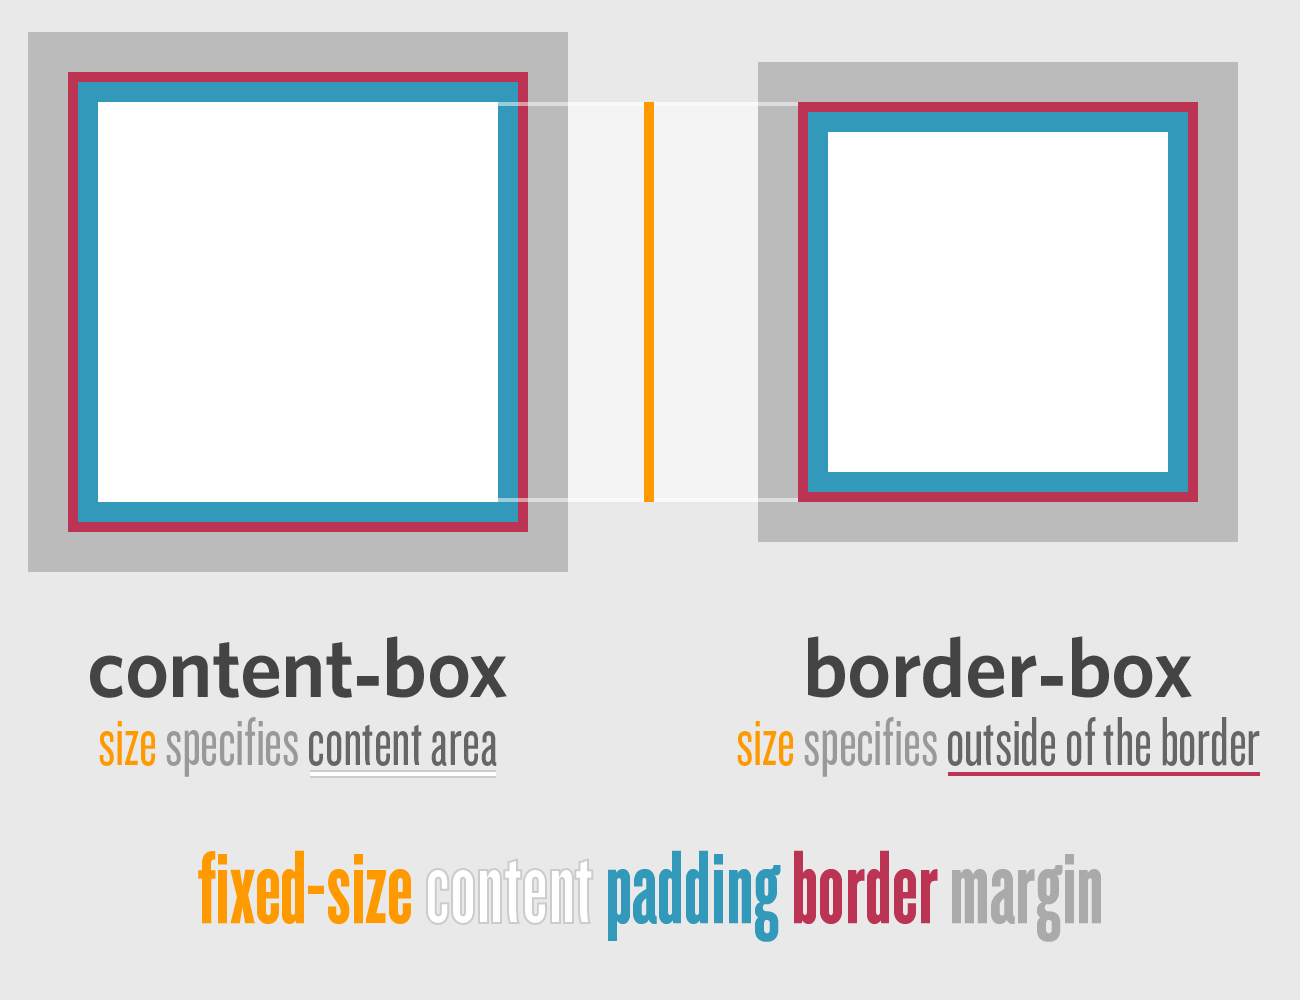 content-box
border-box
size specifies content area
size specifies outside of the border
fixed-size content padding border margin